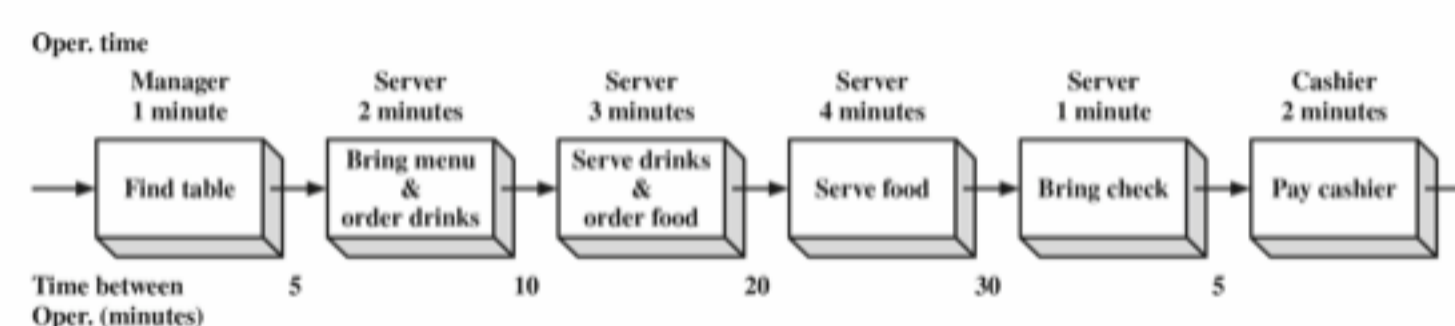 Oper. time
Manager Server Server Server Server Cashier
1 minute 2 minutes 3 minutes 4 minutes 1 minute 2 minutes
Find table
Bring menu
&
order drinks
Serve drinks
&
order food
Serve food
Bring check
Pay cashier
Time between 5 10 20 30 5
Oper. (minutes)